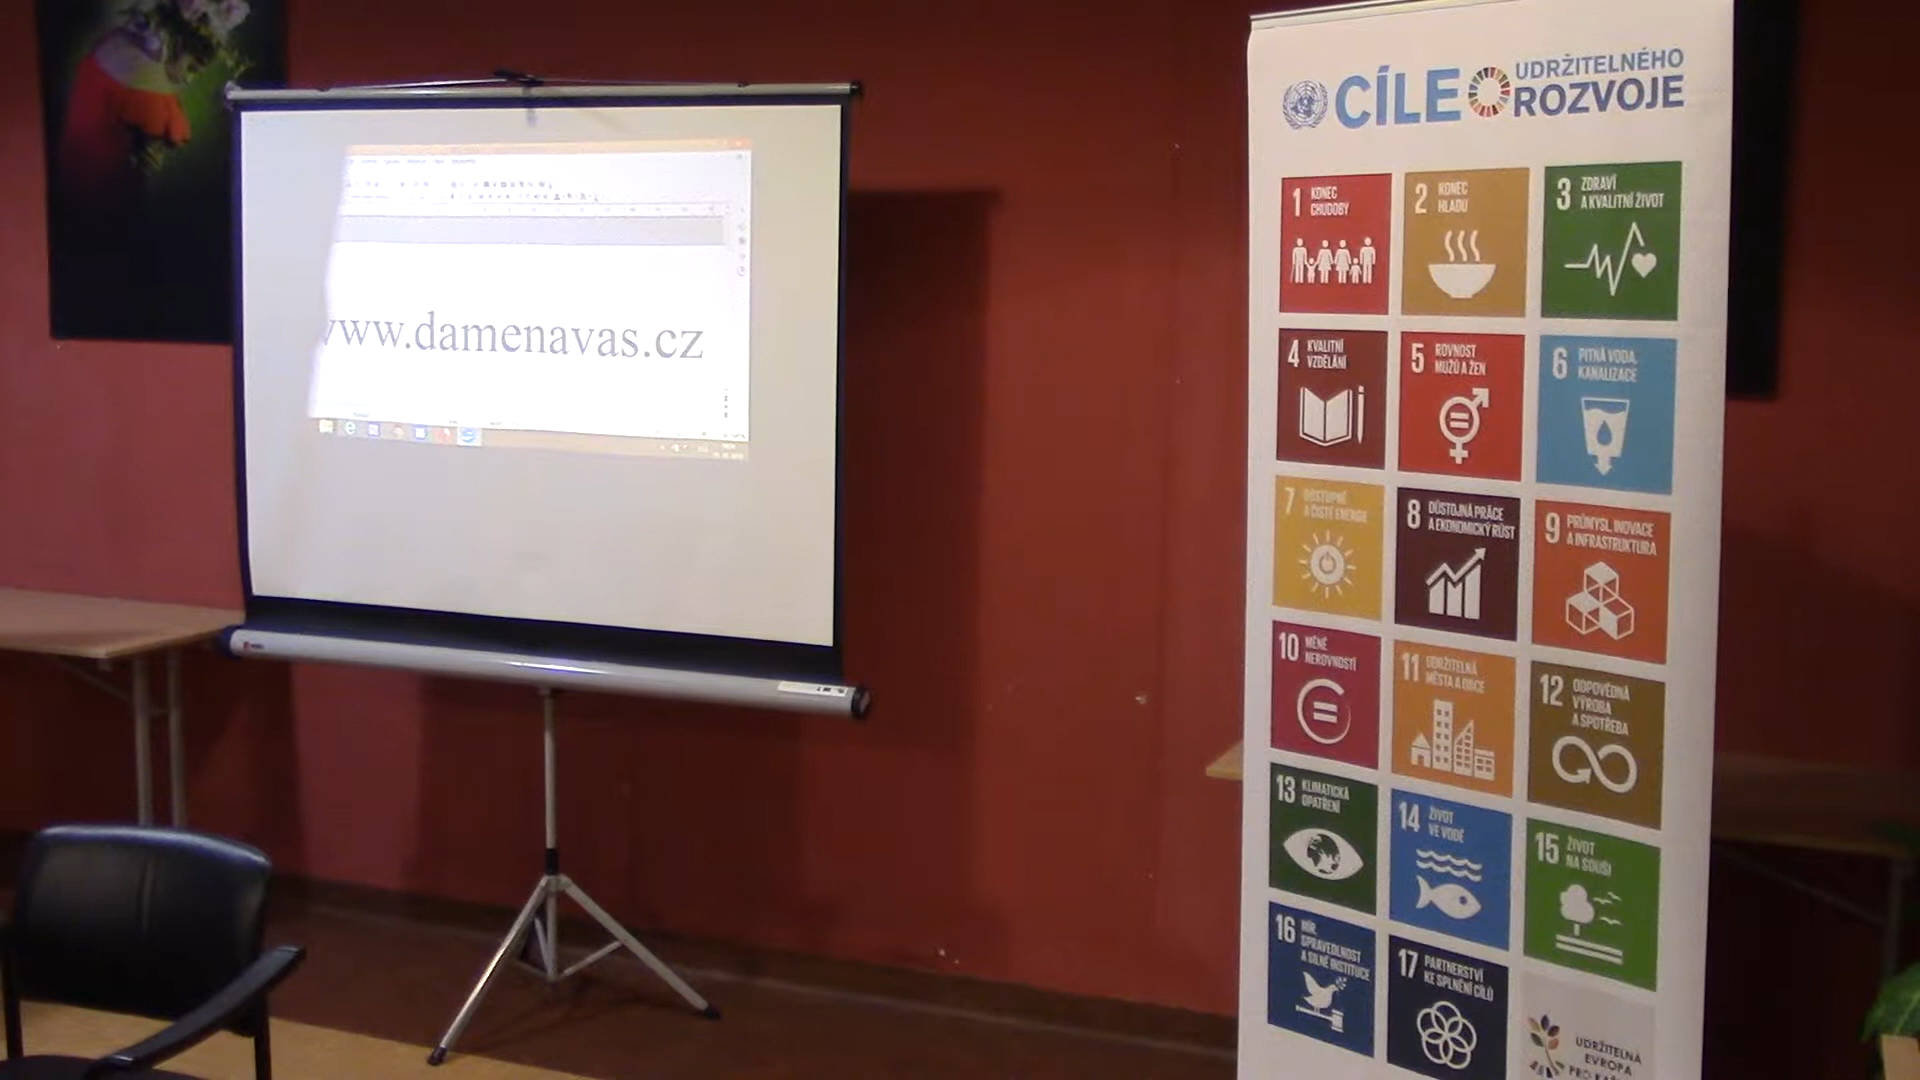 www.damenavas.cz
CÍLE UDRŽITELNÉHO
ROZVOJE
1 KONEC
CHUDOBY
2 KONEC
HLADU
3 ZDRAVÍ
A KVALITNÍ ŽIVOT
4 KVALITNÍ
VZDĚLÁNÍ
5 ROVNOST
MUŽŮ A ŽEN
6 PITNÁ VODA,
KANALIZACE
7 DOSTUPNÉ
A ČISTÉ ENERGIE
8 DŮSTOJNÁ PRÁCE
A EKONOMICKÝ RŮST
9 PRŮMYSL, INOVACE
A INFRASTRUKTURA
10 MÉNĚ
NEROVNOSTÍ
11 UDRŽITELNÁ
MĚSTA A OBCE
12 ODPOVĚDNÁ
VÝROBA
A SPOTŘEBA
13 KLIMATICKÁ
OPATŘENÍ
14 ŽIVOT
VE VODĚ
15 ŽIVOT
NA SOUŠI
16 MÍR,
SPRAVEDLNOST
A SILNÉ INSTITUCE
17 PARTNERSTVÍ
KE SPLNĚNÍ CÍLŮ
UDRŽITELNÁ
EVROPA